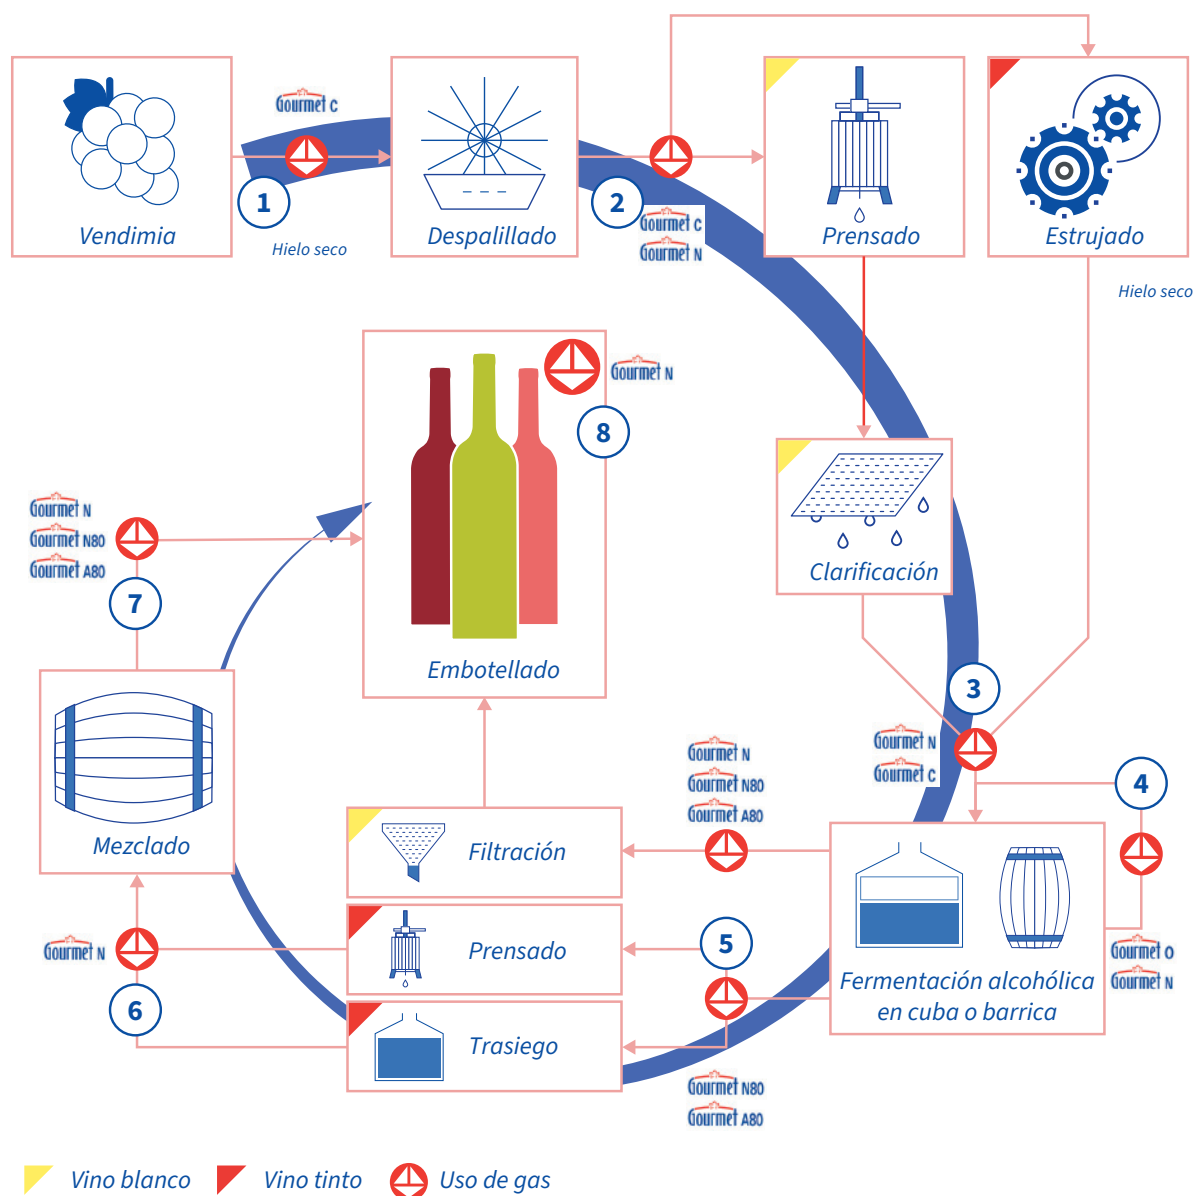 Gourmet C
1
Vendimia
Hielo seco
Despalillado
2
Gourmet C
Gourmet N
Prensado
Estrujado
Hielo seco
Gourmet N
8
Embotellado
Clarificación
Gourmet N
Gourmet N80
Gourmet A80
7
3
Gourmet N
Gourmet C
4
Mezclado
Gourmet N
Gourmet N80
Gourmet A80
Filtración
Gourmet O
Gourmet N
Fermentación alcohólica
en cuba o barrica
5
Prensado
Gourmet N
6
Trasiego
Gourmet N80
Gourmet A80
Vino blanco
Vino tinto
Uso de gas